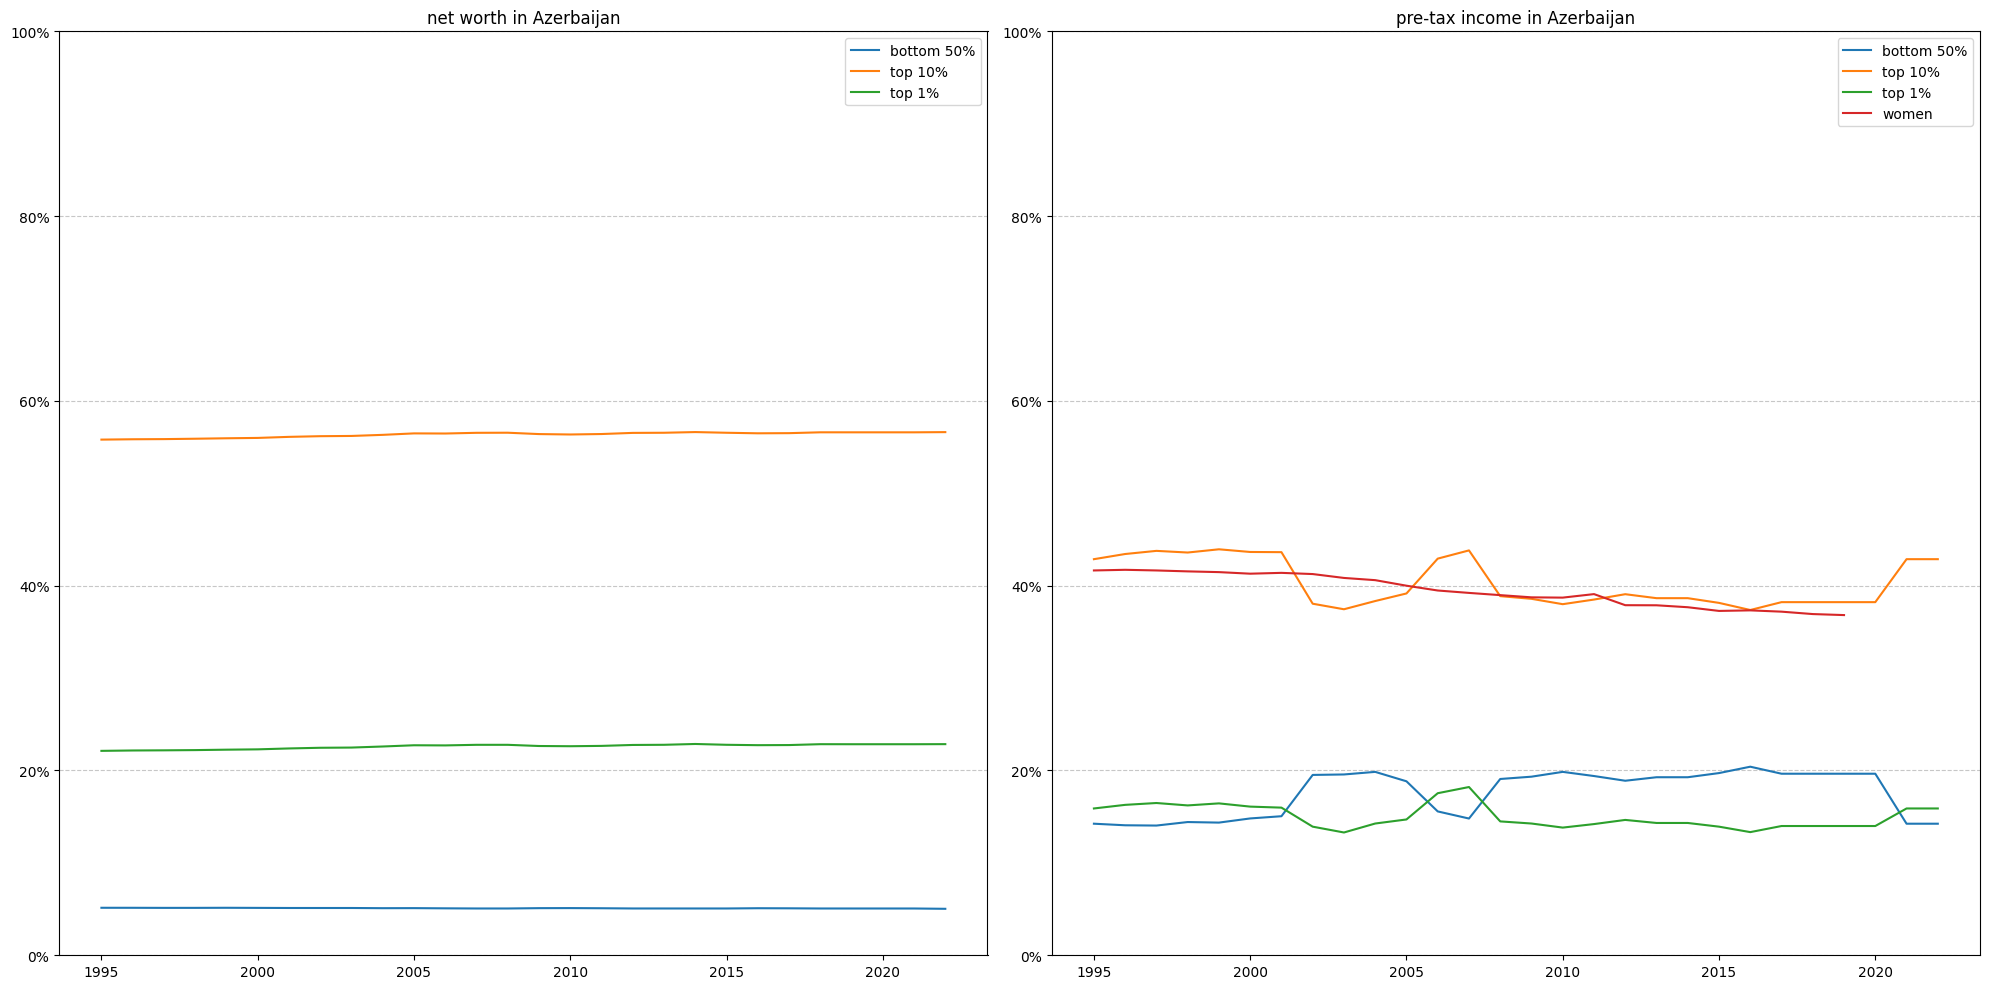 net worth in Azerbaijan
100%
80%
60%
40%
20%
0%
1995 2000 2005 2010 2015 2020
bottom 50%
top 10%
top 1%
pre-tax income in Azerbaijan
100%
80%
60%
40%
20%
0%
1995 2000 2005 2010 2015 2020
bottom 50%
top 10%
top 1%
women